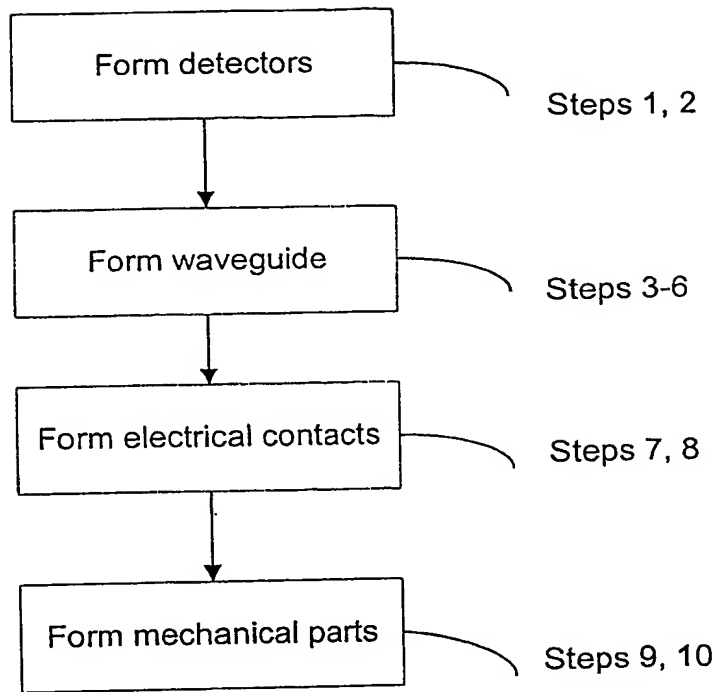 Form detectors
Steps 1, 2
Form waveguide
Steps 3-6
Form electrical contacts
Steps 7, 8
Form mechanical parts
Steps 9, 10